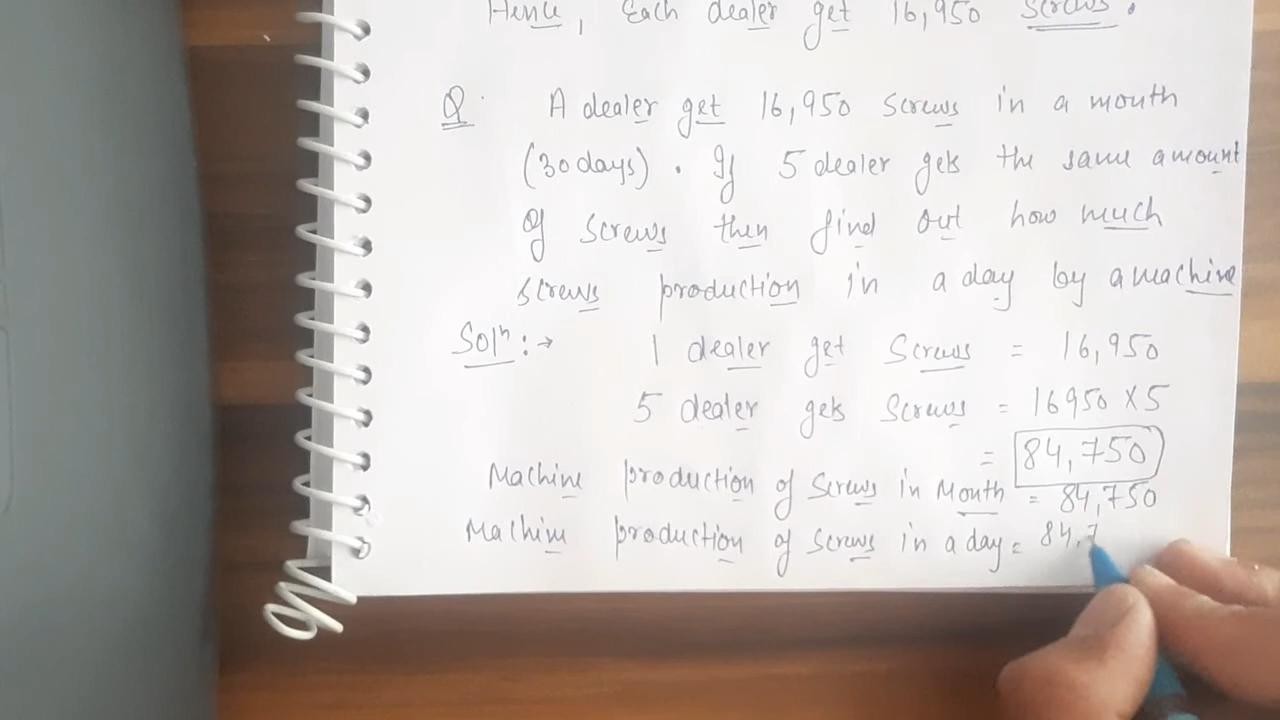 Hence, Each dealer get 16,950 Screws.
Q. A dealer get 16,950 Screws in a mouth
(30 days). If 5 dealer gets the same amount
Of Screws then find out how much
Screws production in a day by a machine
Solⁿ:→ 1 dealer get Screws = 16,950
5 dealer gets Screws = 16950 × 5
= 84,750
Machine production of Screws in Month = 84,750
Machine production of Screws in a day = 84,7